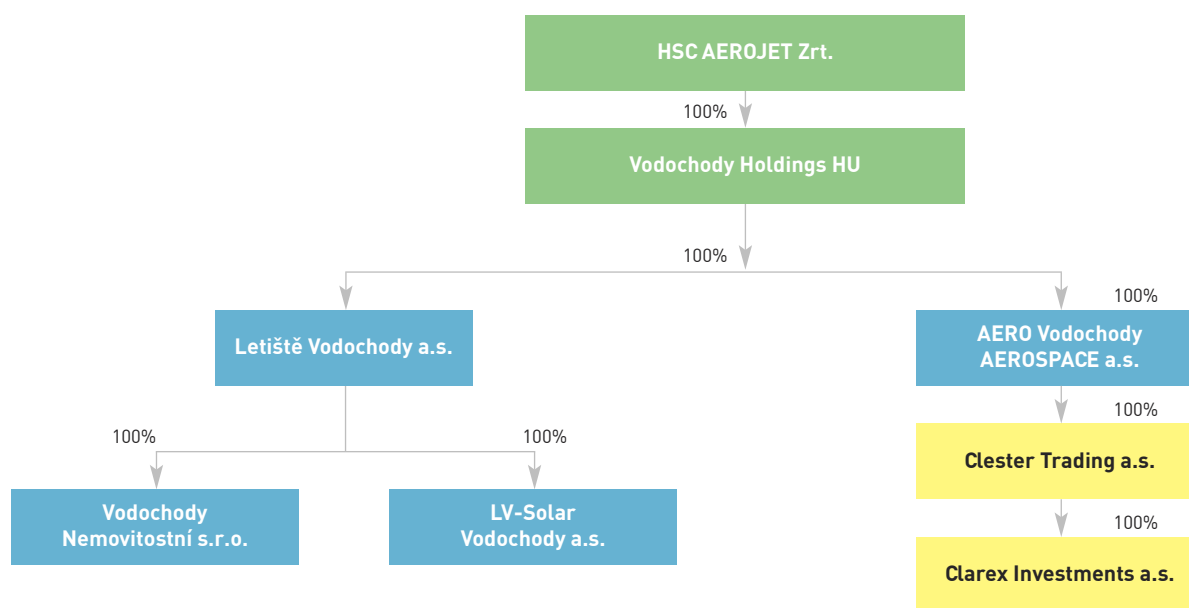 HSC AEROJET Zrt.
100%
Vodochody Holdings HU
100%
100%
Letiště Vodochody a.s.
AERO Vodochody
AEROSPACE a.s.
100%
100%
100%
Clester Trading a.s.
Vodochody
Nemovitostní s.r.o.
LV-Solar
Vodochody a.s.
100%
Clarex Investments a.s.